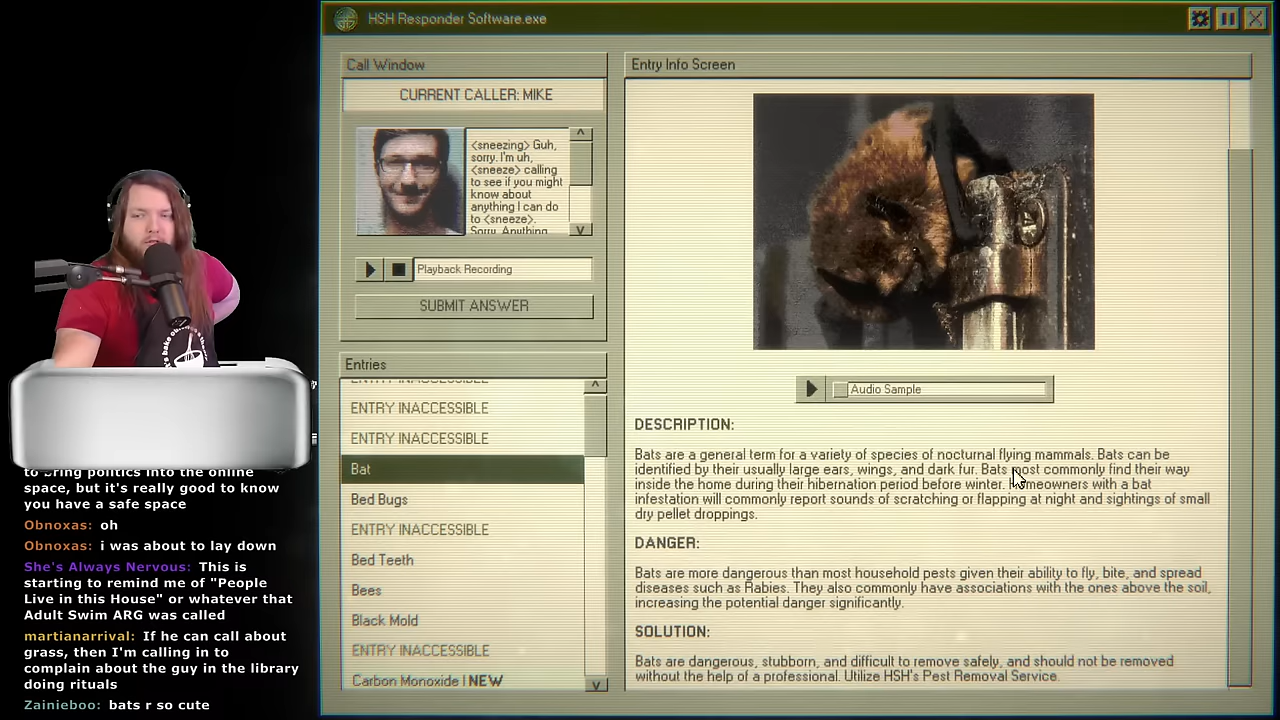 HSH Responder Software.exe
Call Window
CURRENT CALLER: MIKE
<sneezing> Guh,
sorry. I'm uh,
<sneeze> calling
to see if you might
know about
anything I can do
to <sneeze>.
Sorry. Anything
Playback Recording
SUBMIT ANSWER
Entries
ENTRY INACCESSIBLE
ENTRY INACCESSIBLE
ENTRY INACCESSIBLE
Bat
Bed Bugs
ENTRY INACCESSIBLE
Bed Teeth
Bees
Black Mold
ENTRY INACCESSIBLE
Carbon Monoxide | NEW
Entry Info Screen
Audio Sample
DESCRIPTION:
Bats are a general term for a variety of species of nocturnal flying mammals. Bats can be
identified by their usually large ears, wings, and dark fur. Bats most commonly find their way
inside the home during their hibernation period before winter. Homeowners with a bat
infestation will commonly report sounds of scratching or flapping at night and sightings of small
dry pellet droppings.
DANGER:
Bats are more dangerous than most household pests given their ability to fly, bite, and spread
diseases such as Rabies. They also commonly have associations with the ones above the soil,
increasing the potential danger significantly.
SOLUTION:
Bats are dangerous, stubborn, and difficult to remove safely, and should not be removed
without the help of a professional. Utilize HSH's Pest Removal Service.
to bring politics into the online
space, but it's really good to know
you have a safe space
Obnoxas: oh
Obnoxas: i was about to lay down
She's Always Nervous: This is
starting to remind me of "People
Live in this House" or whatever that
Adult Swim ARG was called
martianarrival: If he can call about
grass, then I'm calling in to
complain about the guy in the library
doing rituals
Zainieboo: bats r so cute